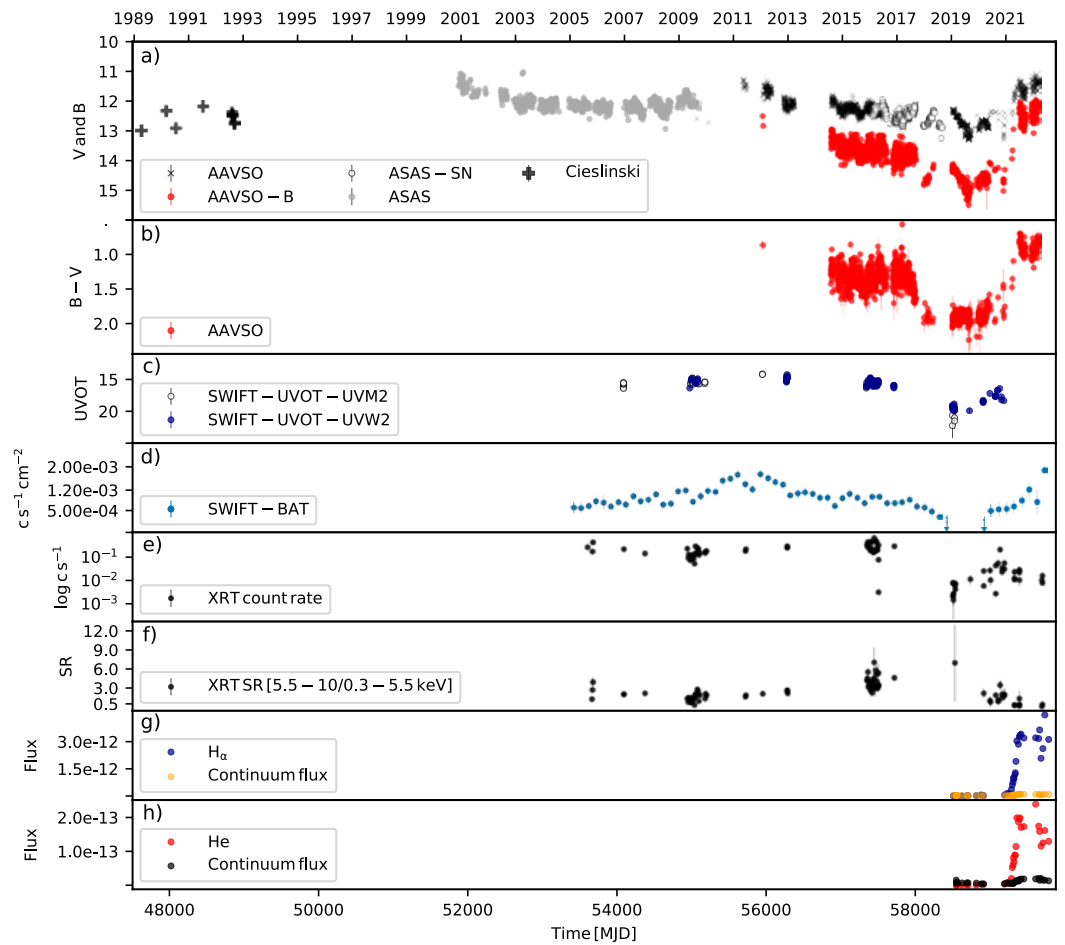 1989 1991 1993 1995 1997 1999 2001 2003 2005 2007 2009 2011 2013 2015 2017 2019 2021
a)
V and B
10
11
12
13
14
15
AAVSO
AAVSO − B
ASAS − SN
ASAS
Cieslinski
b)
B − V
1.0
1.5
2.0
AAVSO
c)
UVOT
15
20
SWIFT − UVOT − UVM2
SWIFT − UVOT − UVW2
d)
c s⁻¹ cm⁻²
2.00e-03
1.20e-03
5.00e-04
SWIFT − BAT
e)
log c s⁻¹
10⁻¹
10⁻²
10⁻³
XRT count rate
f)
SR
12.0
6.0
3.0
0.5
XRT SR [5.5 − 10/0.3 − 5.5 keV]
g)
Flux
3.0e-12
1.5e-12
Hα
Continuum flux
h)
Flux
2.0e-13
1.0e-13
He
Continuum flux
48000 50000 52000 54000 56000 58000
Time [MJD]